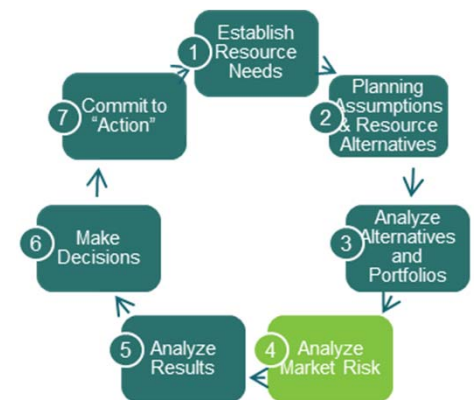 1
Establish
Resource
Needs
2
Planning
Assumptions
& Resource
Alternatives
3
Analyze
Alternatives
and
Portfolios
4
Analyze
Market Risk
5
Analyze
Results
6
Make
Decisions
7
Commit to
"Action"